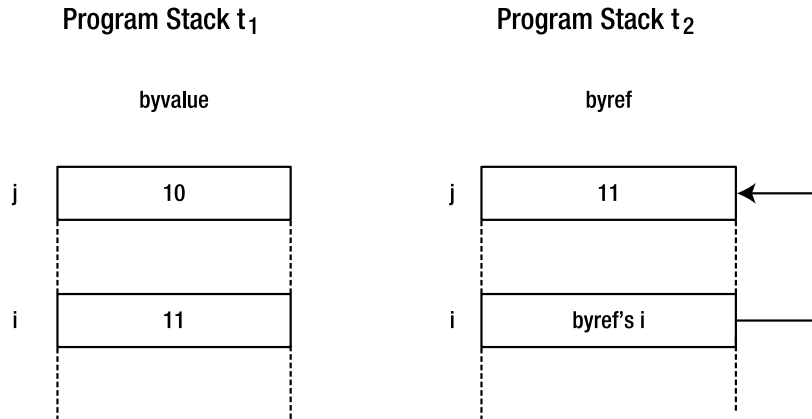 Program Stack t1
Program Stack t2
byvalue
byref
j 10
j 11
i 11
i byref's i